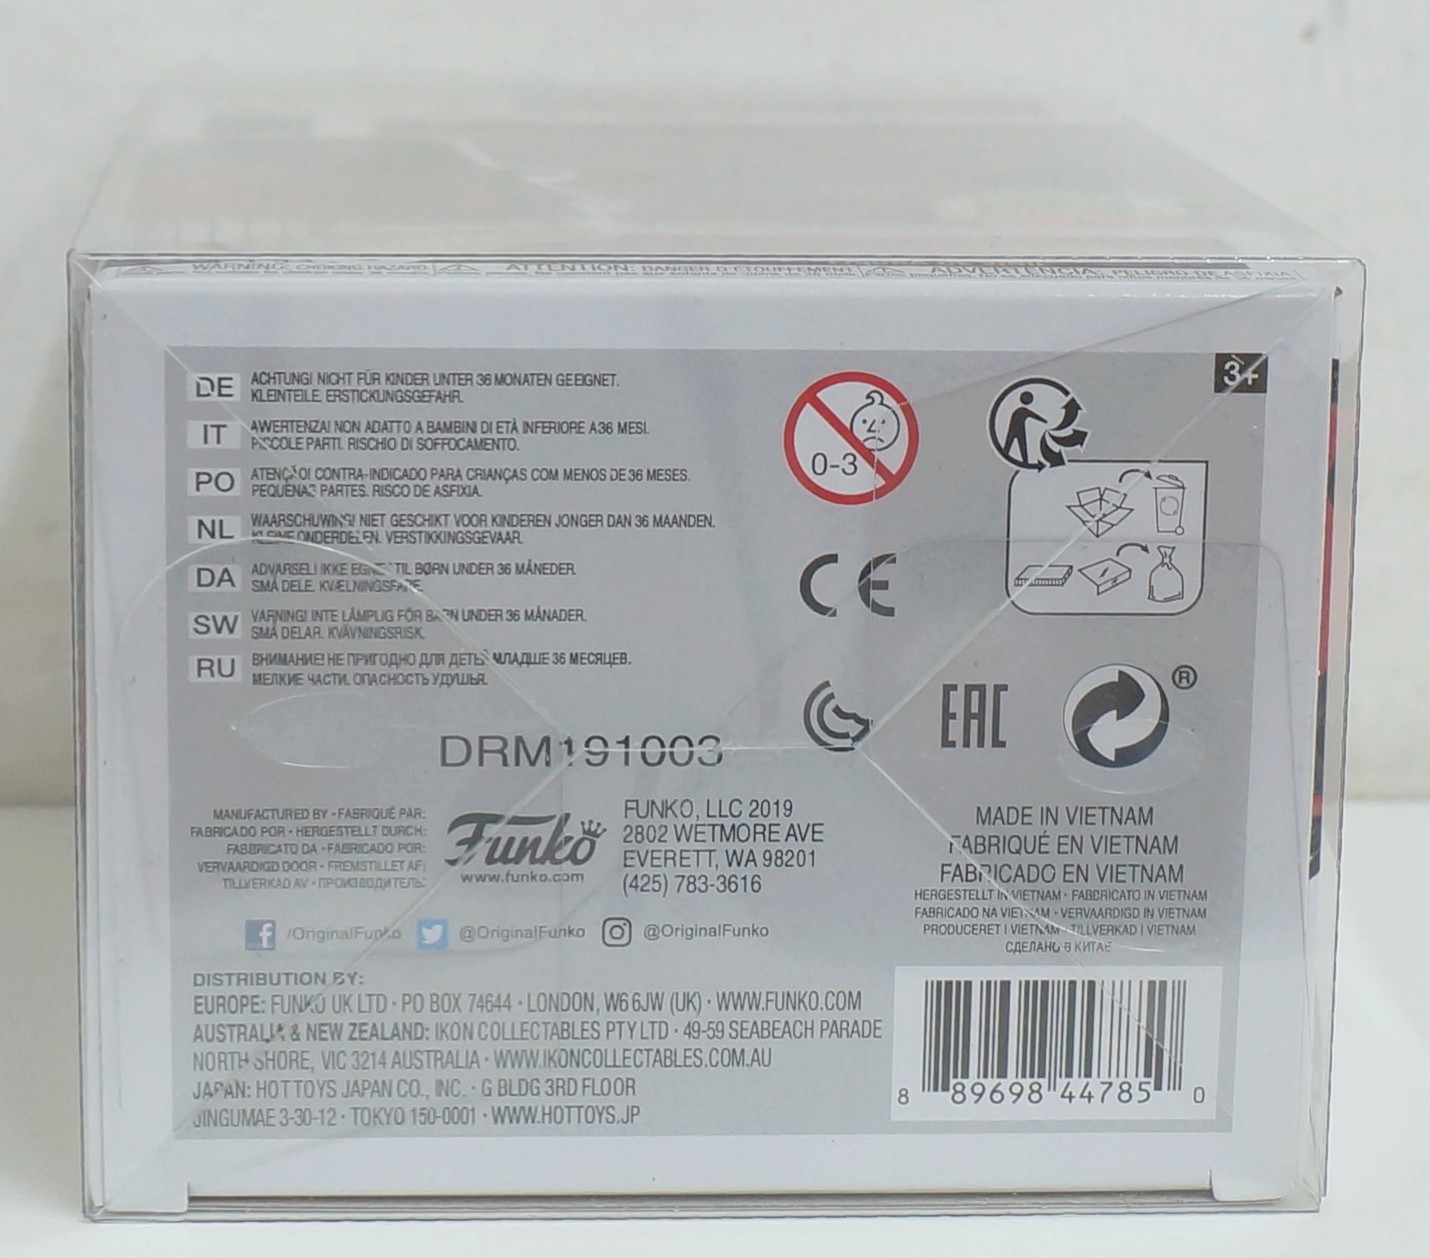 WARNING: CHOKING HAZARD ATTENTION: DANGER D'ÉTOUFFEMENT ADVERTENCIA: PELIGRO DE ASFIXIA
3+
DE ACHTUNG! NICHT FÜR KINDER UNTER 36 MONATEN GEEIGNET.
KLEINTEILE, ERSTICKUNGSGEFAHR.
IT AWERTENZA! NON ADATTO A BAMBINI DI ETÀ INFERIORE A 36 MESI.
PICCOLE PARTI. RISCHIO DI SOFFOCAMENTO.
PO ATENÇÃO! CONTRA-INDICADO PARA CRIANÇAS COM MENOS DE 36 MESES.
PEQUENAS PARTES. RISCO DE ASFIXIA.
NL WAARSCHUWING! NIET GESCHIKT VOOR KINDEREN JONGER DAN 36 MAANDEN.
KLEINE ONDERDELEN. VERSTIKKINGSGEVAAR.
DA ADVARSEL! IKKE EGNET TIL BØRN UNDER 36 MÅNEDER.
SMÅ DELE. KVÆLNINGSFARE.
SW VARNING! INTE LÄMPLIG FÖR BARN UNDER 36 MÅNADER.
SMÅ DELAR. KVÄVNINGSRISK.
RU ВНИМАНИЕ! НЕ ПРИГОДНО ДЛЯ ДЕТЕЙ МЛАДШЕ 36 МЕСЯЦЕВ.
МЕЛКИЕ ЧАСТИ. ОПАСНОСТЬ УДУШЬЯ.
0-3
CE
EAC
®
DRM191003
MANUFACTURED BY • FABRIQUÉ PAR:
FABRICADO POR • HERGESTELLT DURCH:
FABBRICATO DA • FABRICADO POR:
VERVAARDIGD DOOR • FREMSTILLET AF:
TILLVERKAD AV • ПРОИЗВОДИТЕЛЬ:
Funko
www.funko.com
FUNKO, LLC 2019
2802 WETMORE AVE
EVERETT, WA 98201
(425) 783-3616
MADE IN VIETNAM
FABRIQUÉ EN VIETNAM
FABRICADO EN VIETNAM
HERGESTELLT IN VIETNAM • FABBRICATO IN VIETNAM
FABRICADO NA VIETNAM • VERVAARDIGD IN VIETNAM
PRODUCERET I VIETNAM • TILLVERKAD I VIETNAM
СДЕЛАНО В КИТАЕ
/OriginalFunko @OriginalFunko @OriginalFunko
DISTRIBUTION BY:
EUROPE: FUNKO UK LTD • PO BOX 74644 • LONDON, W6 6JW (UK) • WWW.FUNKO.COM
AUSTRALIA & NEW ZEALAND: IKON COLLECTABLES PTY LTD • 49-59 SEABEACH PARADE
NORTH SHORE, VIC 3214 AUSTRALIA • WWW.IKONCOLLECTABLES.COM.AU
JAPAN: HOT TOYS JAPAN CO., INC. • G BLDG 3RD FLOOR
JINGUMAE 3-30-12 • TOKYO 150-0001 • WWW.HOTTOYS.JP
8 89698 44785 0